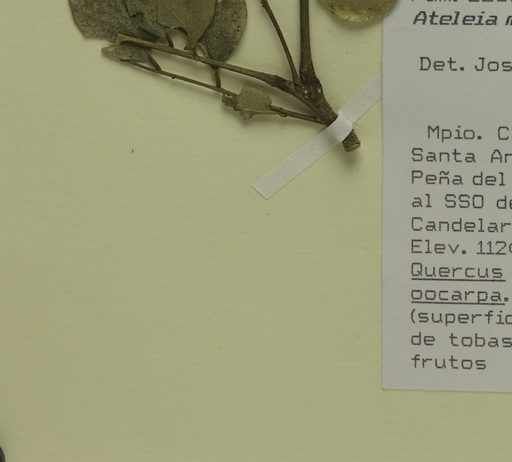 Ateleia
Det. Jos
Mpio. C
Santa An
Peña del
al SSO de
Candelar
Elev. 112
Quercus
oocarpa.
(superfic
de tobas
frutos